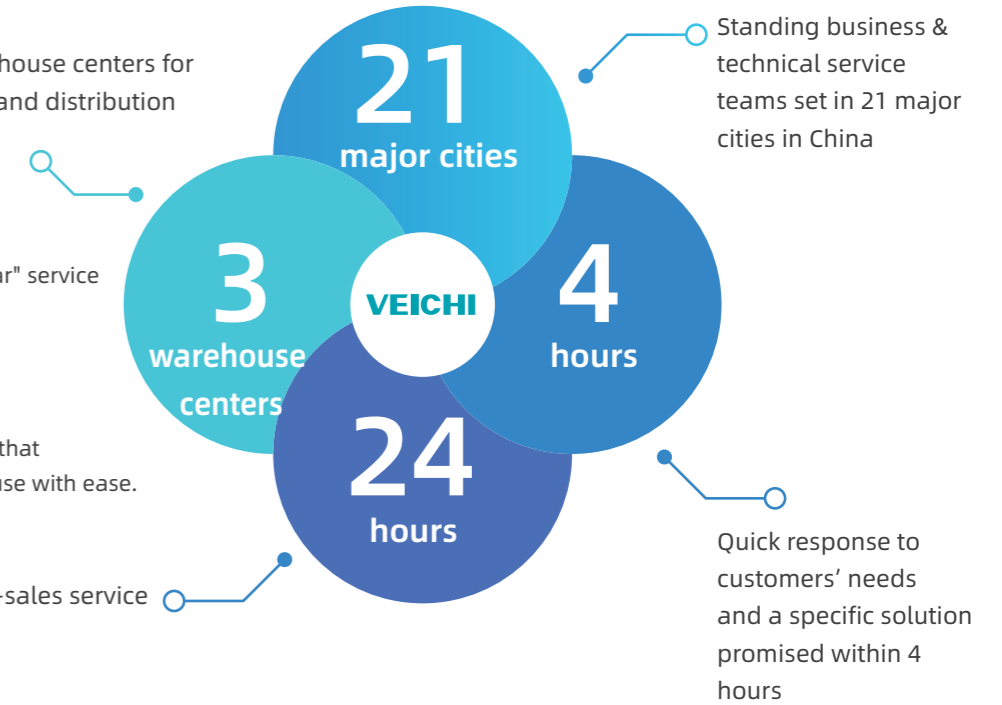 house centers for
and distribution
" service
that
use with ease.
-sales service
21
major cities
3
warehouse
centers
VEICHI
4
hours
24
hours
Standing business &
technical service
teams set in 21 major
cities in China
Quick response to
customers’ needs
and a specific solution
promised within 4
hours